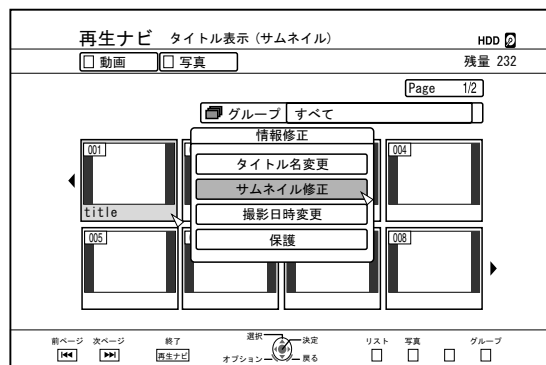 再生ナビ タイトル表示(サムネイル) HDD
動画 写真 残量 232
Page 1/2
グループ すべて
情報修正
001 004
タイトル名変更
サムネイル修正
title
撮影日時変更
005 008
保護
前ページ 次ページ 終了 選択 決定 リスト 写真 グループ
再生ナビ オプション 戻る